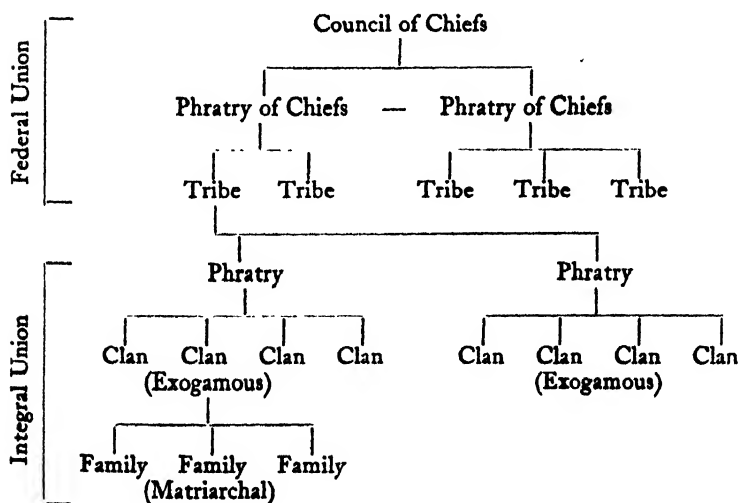 Council of Chiefs
Federal Union
Phratry of Chiefs — Phratry of Chiefs
Tribe Tribe Tribe Tribe Tribe
Integral Union
Phratry Phratry
Clan Clan Clan Clan Clan Clan Clan Clan
(Exogamous) (Exogamous)
Family Family Family
(Matriarchal)